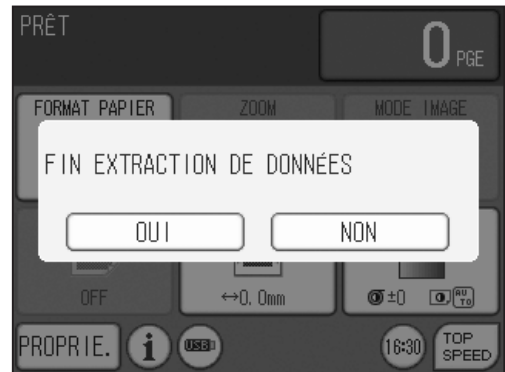 PRÊT
0 PGE
FORMAT PAPIER
ZOOM
MODE IMAGE
FIN EXTRACTION DE DONNÉES
OUI
NON
OFF
↔0.0mm
±0
AUTO
PROPRIE.
i
USB
16:30
TOP
SPEED